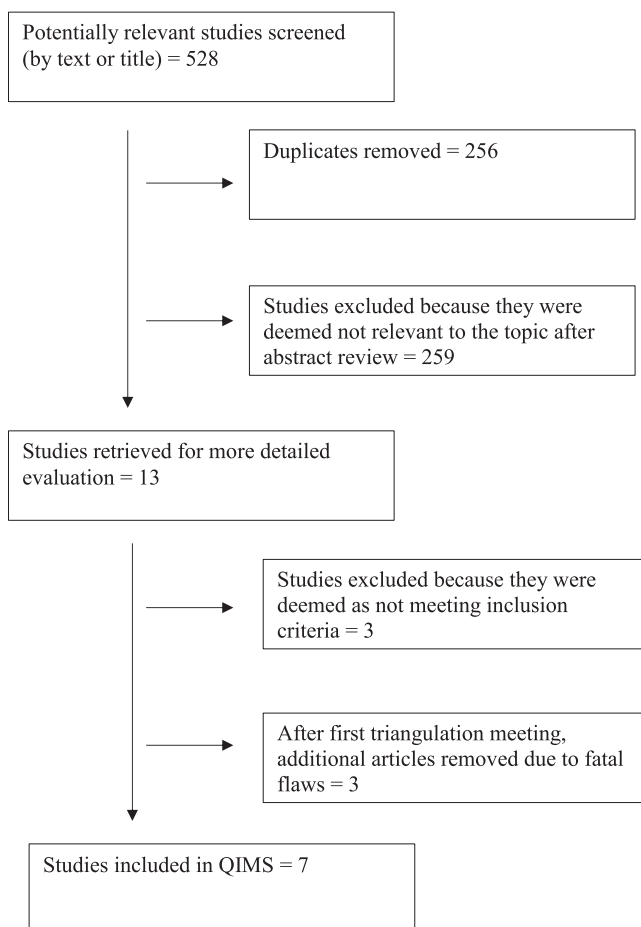 Potentially relevant studies screened
(by text or title) = 528
Duplicates removed = 256
Studies excluded because they were
deemed not relevant to the topic after
abstract review = 259
Studies retrieved for more detailed
evaluation = 13
Studies excluded because they were
deemed as not meeting inclusion
criteria = 3
After first triangulation meeting,
additional articles removed due to fatal
flaws = 3
Studies included in QIMS = 7